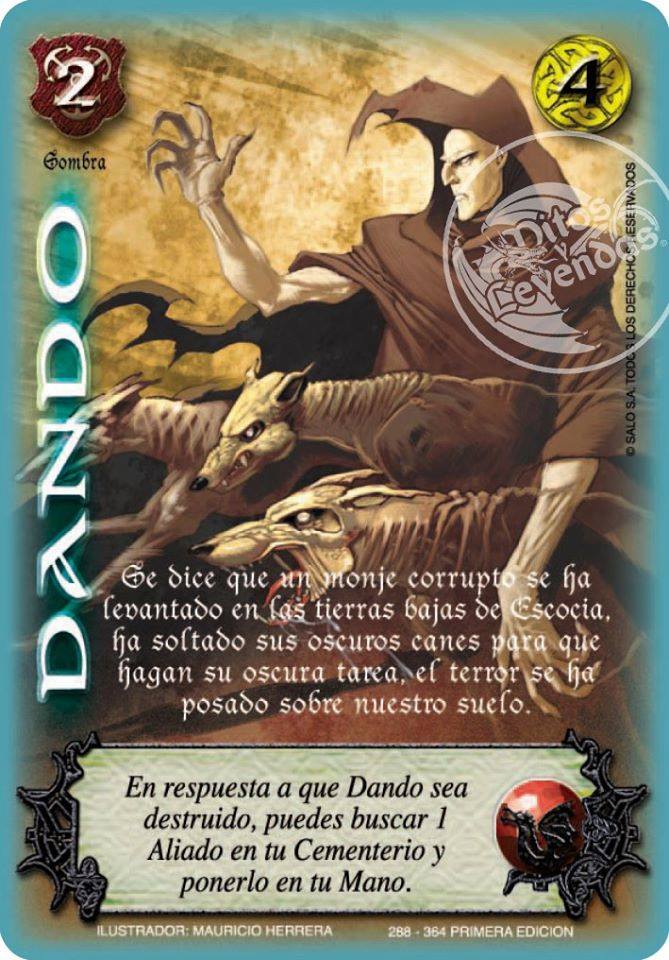 2
4
Sombra
DANDO
Mitos
y
Leyendas
© SALO S.A. TODOS LOS DERECHOS RESERVADOS
Se dice que un monje corrupto se ha
levantado en las tierras bajas de Escocia,
ha soltado sus oscuros canes para que
hagan su oscura tarea, el terror se ha
posado sobre nuestro suelo.
En respuesta a que Dando sea
destruido, puedes buscar 1
Aliado en tu Cementerio y
ponerlo en tu Mano.
ILUSTRADOR: MAURICIO HERRERA
288 - 364 PRIMERA EDICION